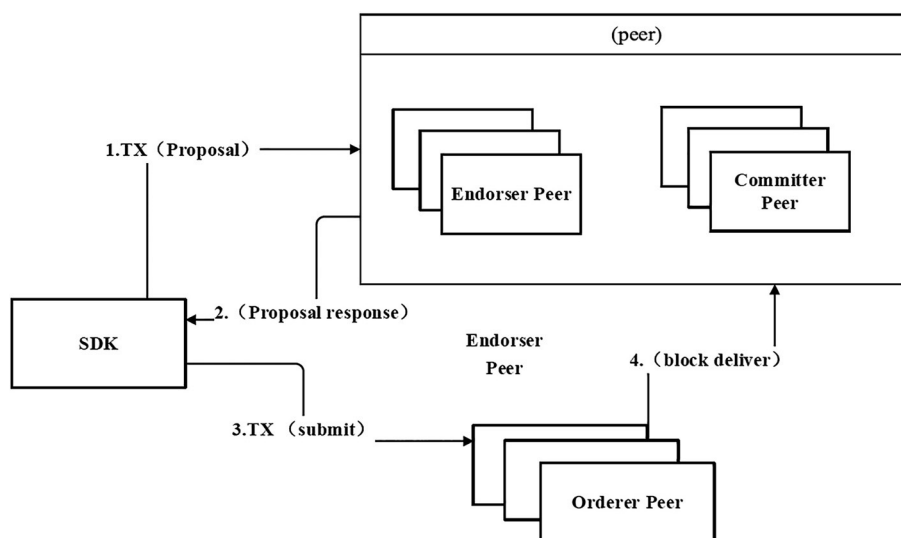 (peer)
1.TX（Proposal）
Endorser Peer
Committer
Peer
2.（Proposal response）
SDK
Endorser
Peer
4.（block deliver）
3.TX （submit）
Orderer Peer